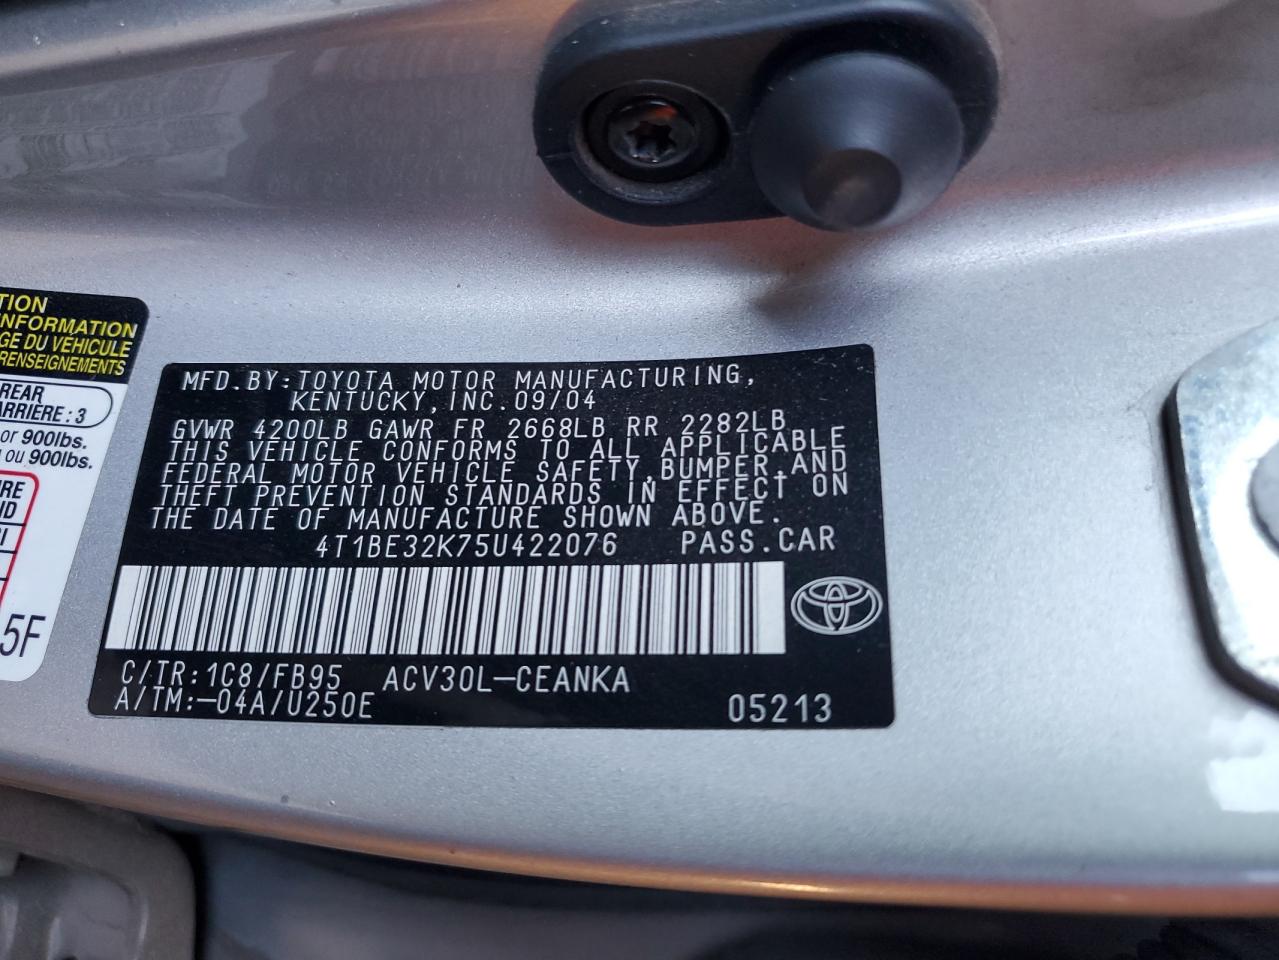 TION
INFORMATION
GE DU VÉHICULE
RENSEIGNEMENTS
REAR
ARRIÈRE : 3
or 900lbs.
ou 900lbs.
5F
MFD.BY:TOYOTA MOTOR MANUFACTURING,
KENTUCKY,INC.09/04
GVWR 4200LB GAWR FR 2668LB RR 2282LB
THIS VEHICLE CONFORMS TO ALL APPLICABLE
FEDERAL MOTOR VEHICLE SAFETY,BUMPER,AND
THEFT PREVENTION STANDARDS IN EFFECT ON
THE DATE OF MANUFACTURE SHOWN ABOVE.
4T1BE32K75U422076 PASS.CAR
C/TR:1C8/FB95 ACV30L-CEANKA
A/TM:-04A/U250E 05213